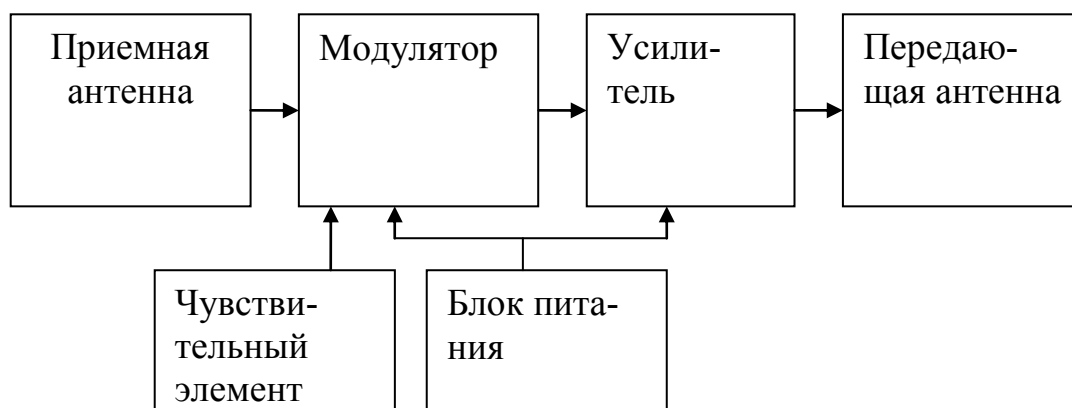 Приемная
антенна
Модулятор
Усили-
тель
Передаю-
щая антенна
Чувстви-
тельный
элемент
Блок пита-
ния